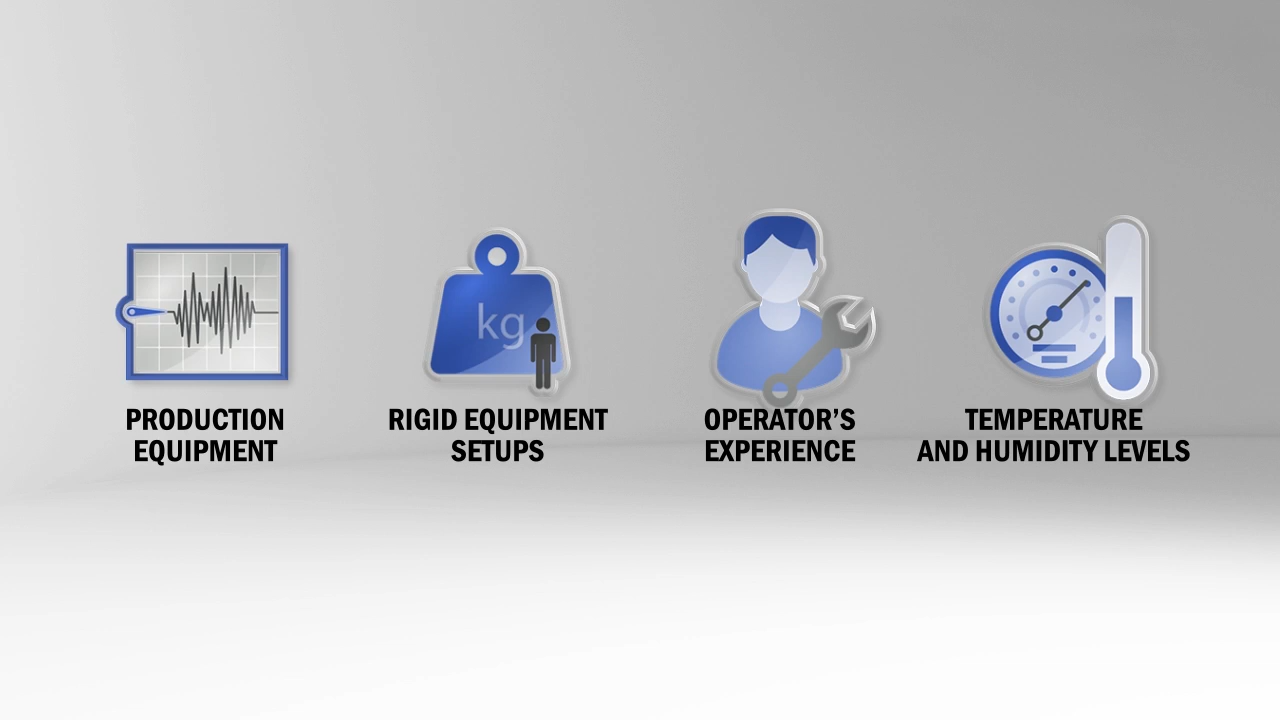 kg
PRODUCTION
EQUIPMENT
RIGID EQUIPMENT
SETUPS
OPERATOR’S
EXPERIENCE
TEMPERATURE
AND HUMIDITY LEVELS